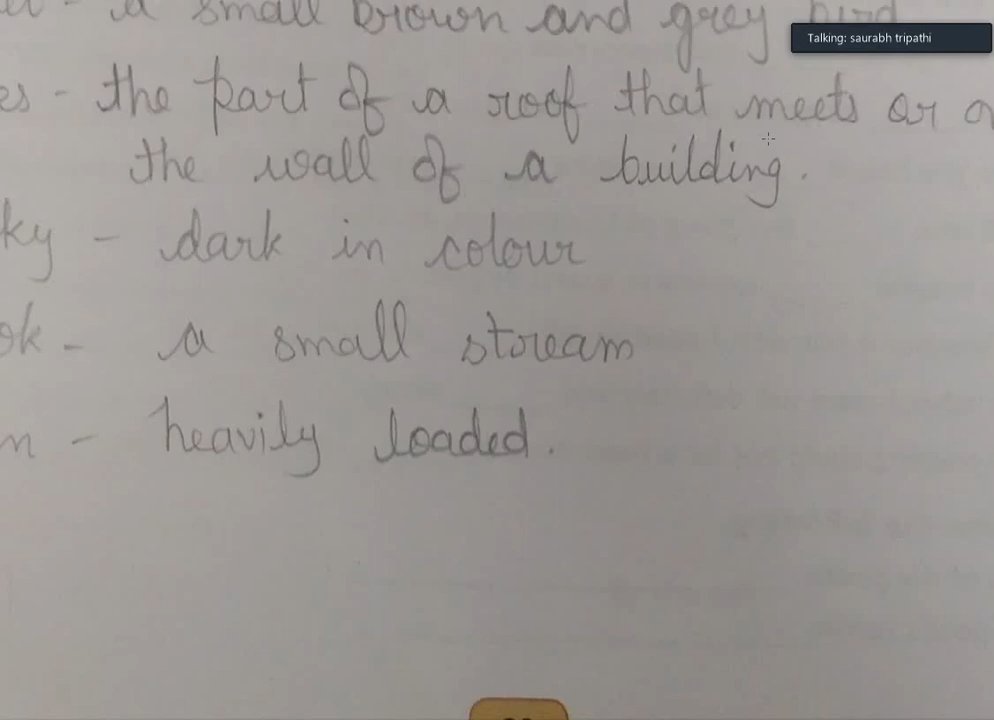 a small brown and grey bird
Talking: saurabh tripathi
es - the part of a roof that meets or
the wall of a building.
ky - dark in colour
ok - a small stream
n - heavily loaded.